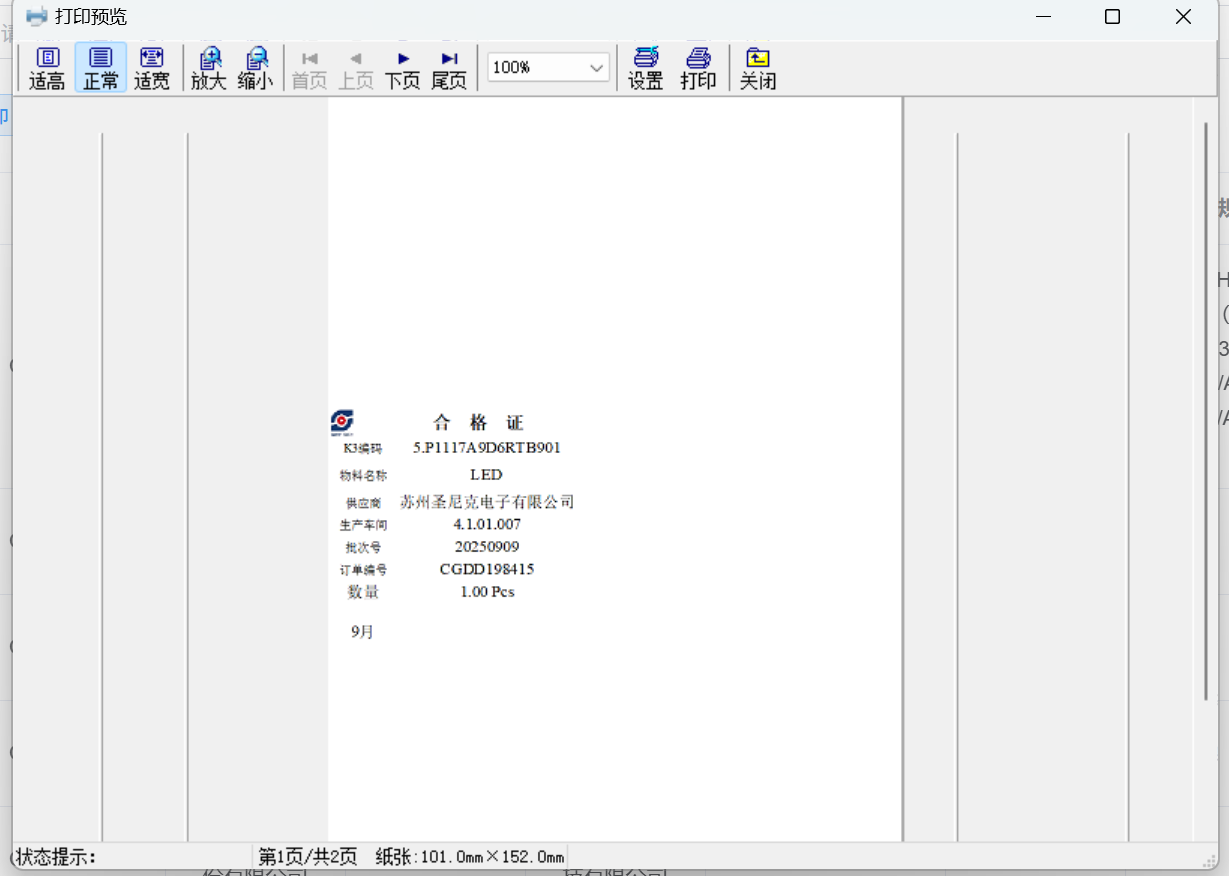 打印预览
适高 正常 适宽 放大 缩小 首页 上页 下页 尾页 100% 设置 打印 关闭
合 格 证
K3编码 5.P1117A9D6RTB901
物料名称 LED
供应商 苏州圣尼克电子有限公司
生产车间 4.1.01.007
批次号 20250909
订单编号 CGDD198415
数量 1.00 Pcs
9月
状态提示: 第1页/共2页 纸张:101.0mm×152.0mm